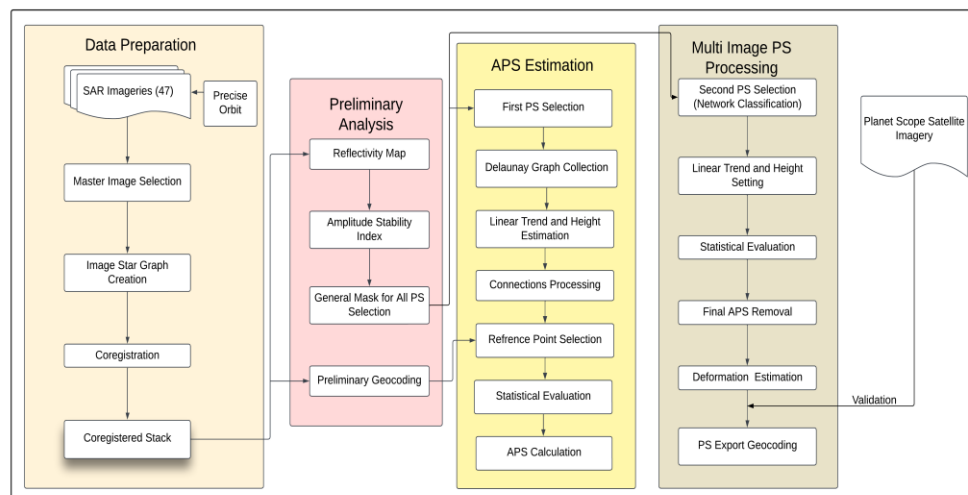 Data Preparation
SAR Imageries (47)
Precise
Orbit
Master Image Selection
Image Star Graph
Creation
Coregistration
Coregistered Stack
Preliminary
Analysis
Reflectivity Map
Amplitude Stability
Index
General Mask for All PS
Selection
Preliminary Geocoding
APS Estimation
First PS Selection
Delaunay Graph Collection
Linear Trend and Height
Estimation
Connections Processing
Refrence Point Selection
Statistical Evaluation
APS Calculation
Multi Image PS
Processing
Second PS Selection
(Network Classification)
Linear Trend and Height
Setting
Statistical Evaluation
Final APS Removal
Deformation Estimation
PS Export Geocoding
Planet Scope Satellite
Imagery
Validation